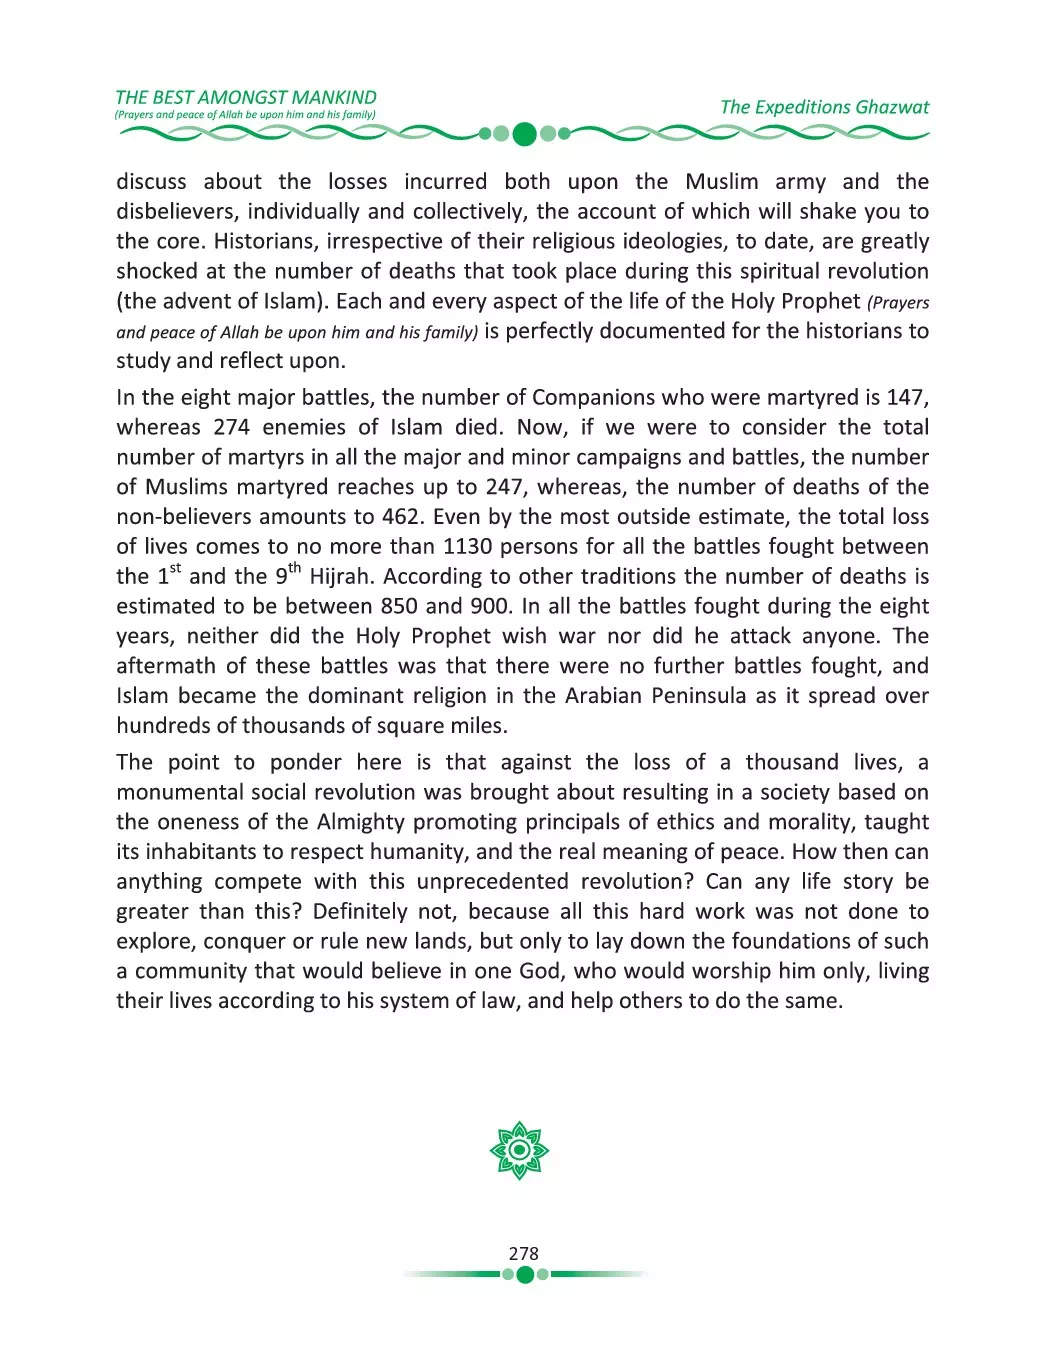 THE BEST AMONGST MANKIND
(Prayers and peace of Allah be upon him and his family)
The Expeditions Ghazwat
discuss about the losses incurred both upon the Muslim army and the
disbelievers, individually and collectively, the account of which will shake you to
the core. Historians, irrespective of their religious ideologies, to date, are greatly
shocked at the number of deaths that took place during this spiritual revolution
(the advent of Islam). Each and every aspect of the life of the Holy Prophet (Prayers
and peace of Allah be upon him and his family) is perfectly documented for the historians to
study and reflect upon.
In the eight major battles, the number of Companions who were martyred is 147,
whereas 274 enemies of Islam died. Now, if we were to consider the total
number of martyrs in all the major and minor campaigns and battles, the number
of Muslims martyred reaches up to 247, whereas, the number of deaths of the
non-believers amounts to 462. Even by the most outside estimate, the total loss
of lives comes to no more than 1130 persons for all the battles fought between
the 1st and the 9th Hijrah. According to other traditions the number of deaths is
estimated to be between 850 and 900. In all the battles fought during the eight
years, neither did the Holy Prophet wish war nor did he attack anyone. The
aftermath of these battles was that there were no further battles fought, and
Islam became the dominant religion in the Arabian Peninsula as it spread over
hundreds of thousands of square miles.
The point to ponder here is that against the loss of a thousand lives, a
monumental social revolution was brought about resulting in a society based on
the oneness of the Almighty promoting principals of ethics and morality, taught
its inhabitants to respect humanity, and the real meaning of peace. How then can
anything compete with this unprecedented revolution? Can any life story be
greater than this? Definitely not, because all this hard work was not done to
explore, conquer or rule new lands, but only to lay down the foundations of such
a community that would believe in one God, who would worship him only, living
their lives according to his system of law, and help others to do the same.
278